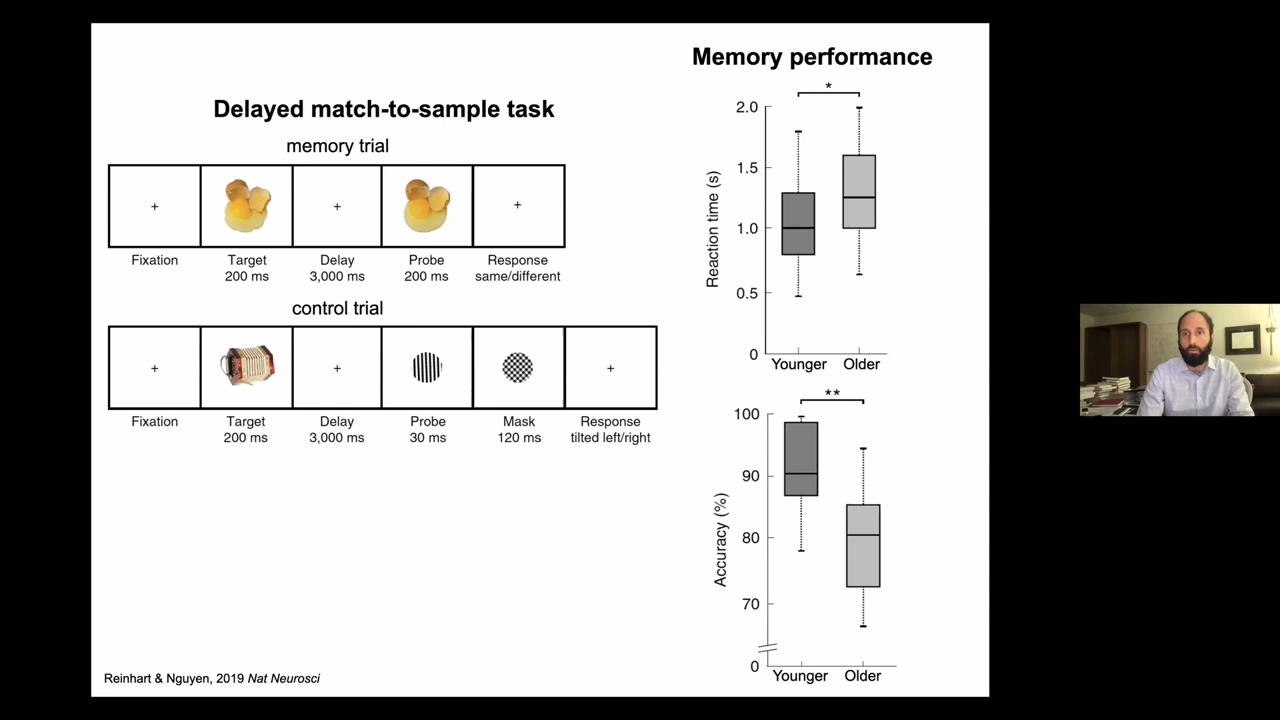 Memory performance
Delayed match-to-sample task
memory trial
+ + +
Fixation Target Delay Probe Response
200 ms 3,000 ms 200 ms same/different
control trial
+ + +
Fixation Target Delay Probe Mask Response
200 ms 3,000 ms 30 ms 120 ms tilted left/right
*
2.0
1.5
1.0
0.5
0
Reaction time (s)
Younger Older
**
100
90
80
70
0
Accuracy (%)
Younger Older
Reinhart & Nguyen, 2019 Nat Neurosci